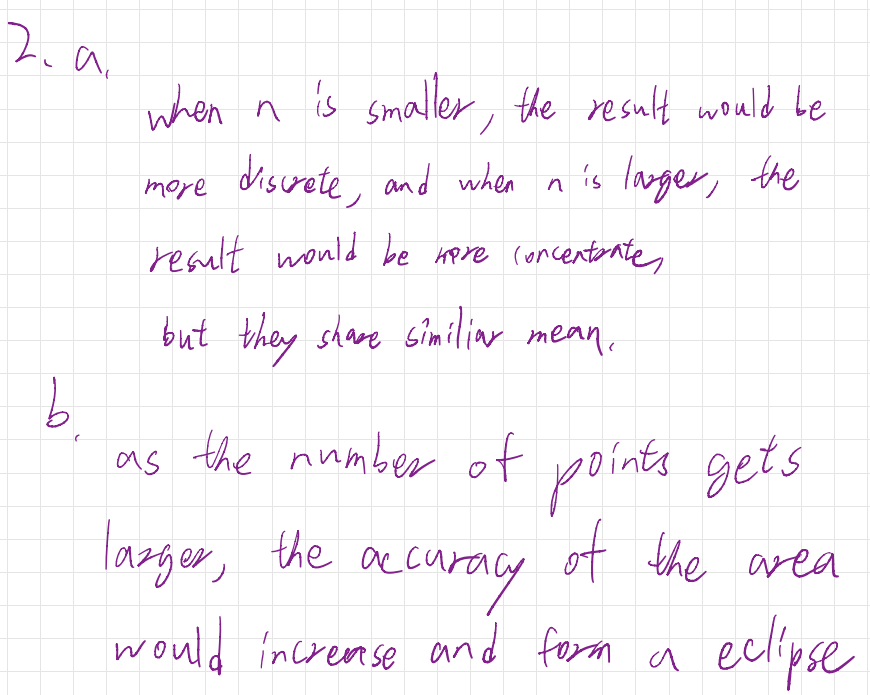 2. a.
when n is smaller, the result would be
more discrete, and when n is larger, the
result would be more concentrate,
but they share similiar mean.
b.
as the number of points gets
larger, the accuracy of the area
would increase and form a eclipse